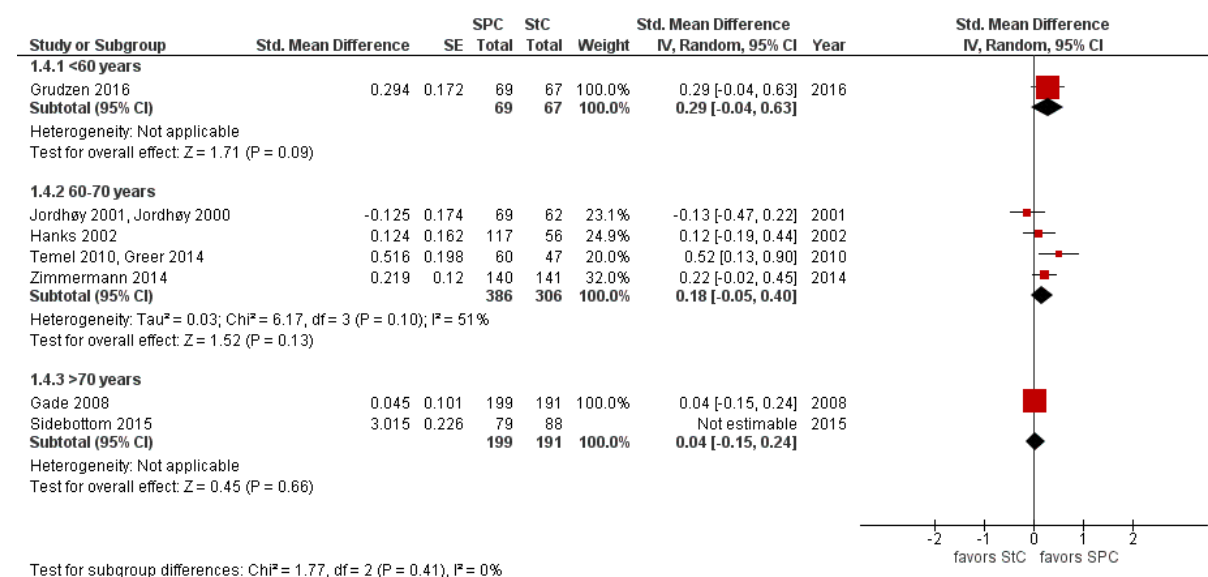 SPC StC Std. Mean Difference Std. Mean Difference
Study or Subgroup Std. Mean Difference SE Total Total Weight IV, Random, 95% CI Year IV, Random, 95% CI
1.4.1 <60 years
Grudzen 2016 0.294 0.172 69 67 100.0% 0.29 [-0.04, 0.63] 2016
Subtotal (95% CI) 69 67 100.0% 0.29 [-0.04, 0.63]
Heterogeneity: Not applicable
Test for overall effect: Z = 1.71 (P = 0.09)
1.4.2 60-70 years
Jordhøy 2001, Jordhøy 2000 -0.125 0.174 69 62 23.1% -0.13 [-0.47, 0.22] 2001
Hanks 2002 0.124 0.162 117 56 24.9% 0.12 [-0.19, 0.44] 2002
Temel 2010, Greer 2014 0.516 0.198 60 47 20.0% 0.52 [0.13, 0.90] 2010
Zimmermann 2014 0.219 0.12 140 141 32.0% 0.22 [-0.02, 0.45] 2014
Subtotal (95% CI) 386 306 100.0% 0.18 [-0.05, 0.40]
Heterogeneity: Tau² = 0.03; Chi² = 6.17, df = 3 (P = 0.10); I² = 51%
Test for overall effect: Z = 1.52 (P = 0.13)
1.4.3 >70 years
Gade 2008 0.045 0.101 199 191 100.0% 0.04 [-0.15, 0.24] 2008
Sidebottom 2015 3.015 0.226 79 88 Not estimable 2015
Subtotal (95% CI) 199 191 100.0% 0.04 [-0.15, 0.24]
Heterogeneity: Not applicable
Test for overall effect: Z = 0.45 (P = 0.66)
-2 -1 0 1 2
favors StC favors SPC
Test for subgroup differences: Chi² = 1.77, df = 2 (P = 0.41), I² = 0%